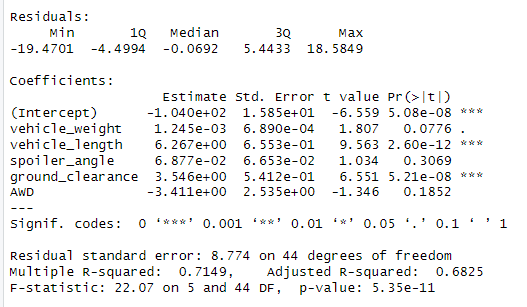 Residuals:
     Min       1Q   Median       3Q      Max
-19.4701  -4.4994  -0.0692   5.4433  18.5849

Coefficients:
                   Estimate Std. Error t value Pr(>|t|)
(Intercept)      -1.040e+02  1.585e+01  -6.559 5.08e-08 ***
vehicle_weight    1.245e-03  6.890e-04   1.807   0.0776 .
vehicle_length    6.267e+00  6.553e-01   9.563 2.60e-12 ***
spoiler_angle     6.877e-02  6.653e-02   1.034   0.3069
ground_clearance  3.546e+00  5.412e-01   6.551 5.21e-08 ***
AWD              -3.411e+00  2.535e+00  -1.346   0.1852
---
Signif. codes:  0 ‘***’ 0.001 ‘**’ 0.01 ‘*’ 0.05 ‘.’ 0.1 ‘ ’ 1

Residual standard error: 8.774 on 44 degrees of freedom
Multiple R-squared:  0.7149,    Adjusted R-squared:  0.6825
F-statistic: 22.07 on 5 and 44 DF,  p-value: 5.35e-11